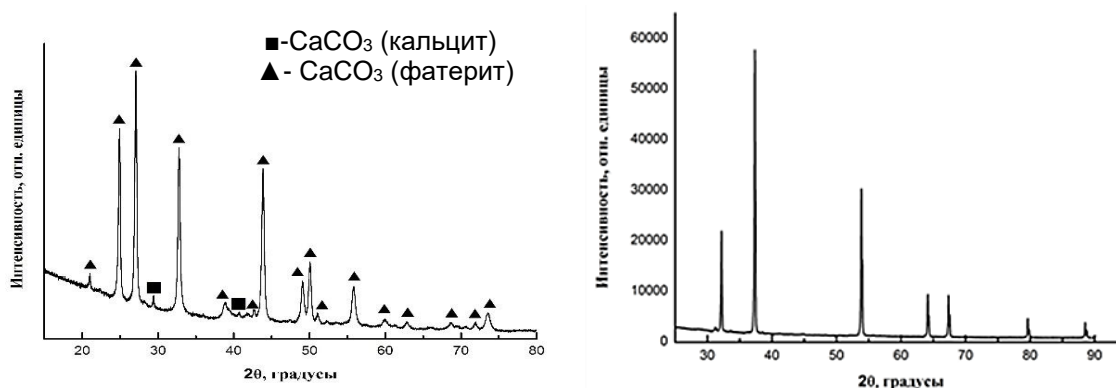 ■-CaCO₃ (кальцит)
▲- CaCO₃ (фатерит)
Интенсивность, отн. единицы
20 30 40 50 60 70 80
2θ, градусы
Интенсивность, отн. единицы
60000
50000
40000
30000
20000
10000
0
30 40 50 60 70 80 90
2θ, градусы